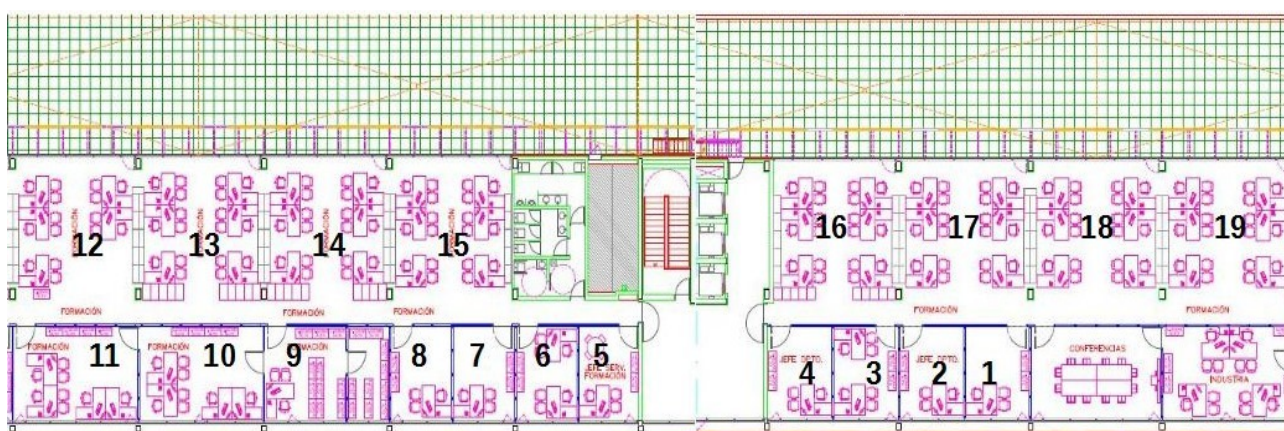 FORMACIÓN
FORMACIÓN
FORMACIÓN
FORMACIÓN
12
13
14
15
16
17
18
19
FORMACIÓN
FORMACIÓN
FORMACIÓN
FORMACIÓN
FORMACIÓN
FORMACIÓN
FORMACIÓN
11
10
9
8
7
6
5
JEFE SERV.
FORMACIÓN
JEFE DPTO.
4
3
JEFE DPTO.
2
1
CONFERENCIAS
INDUSTRIA